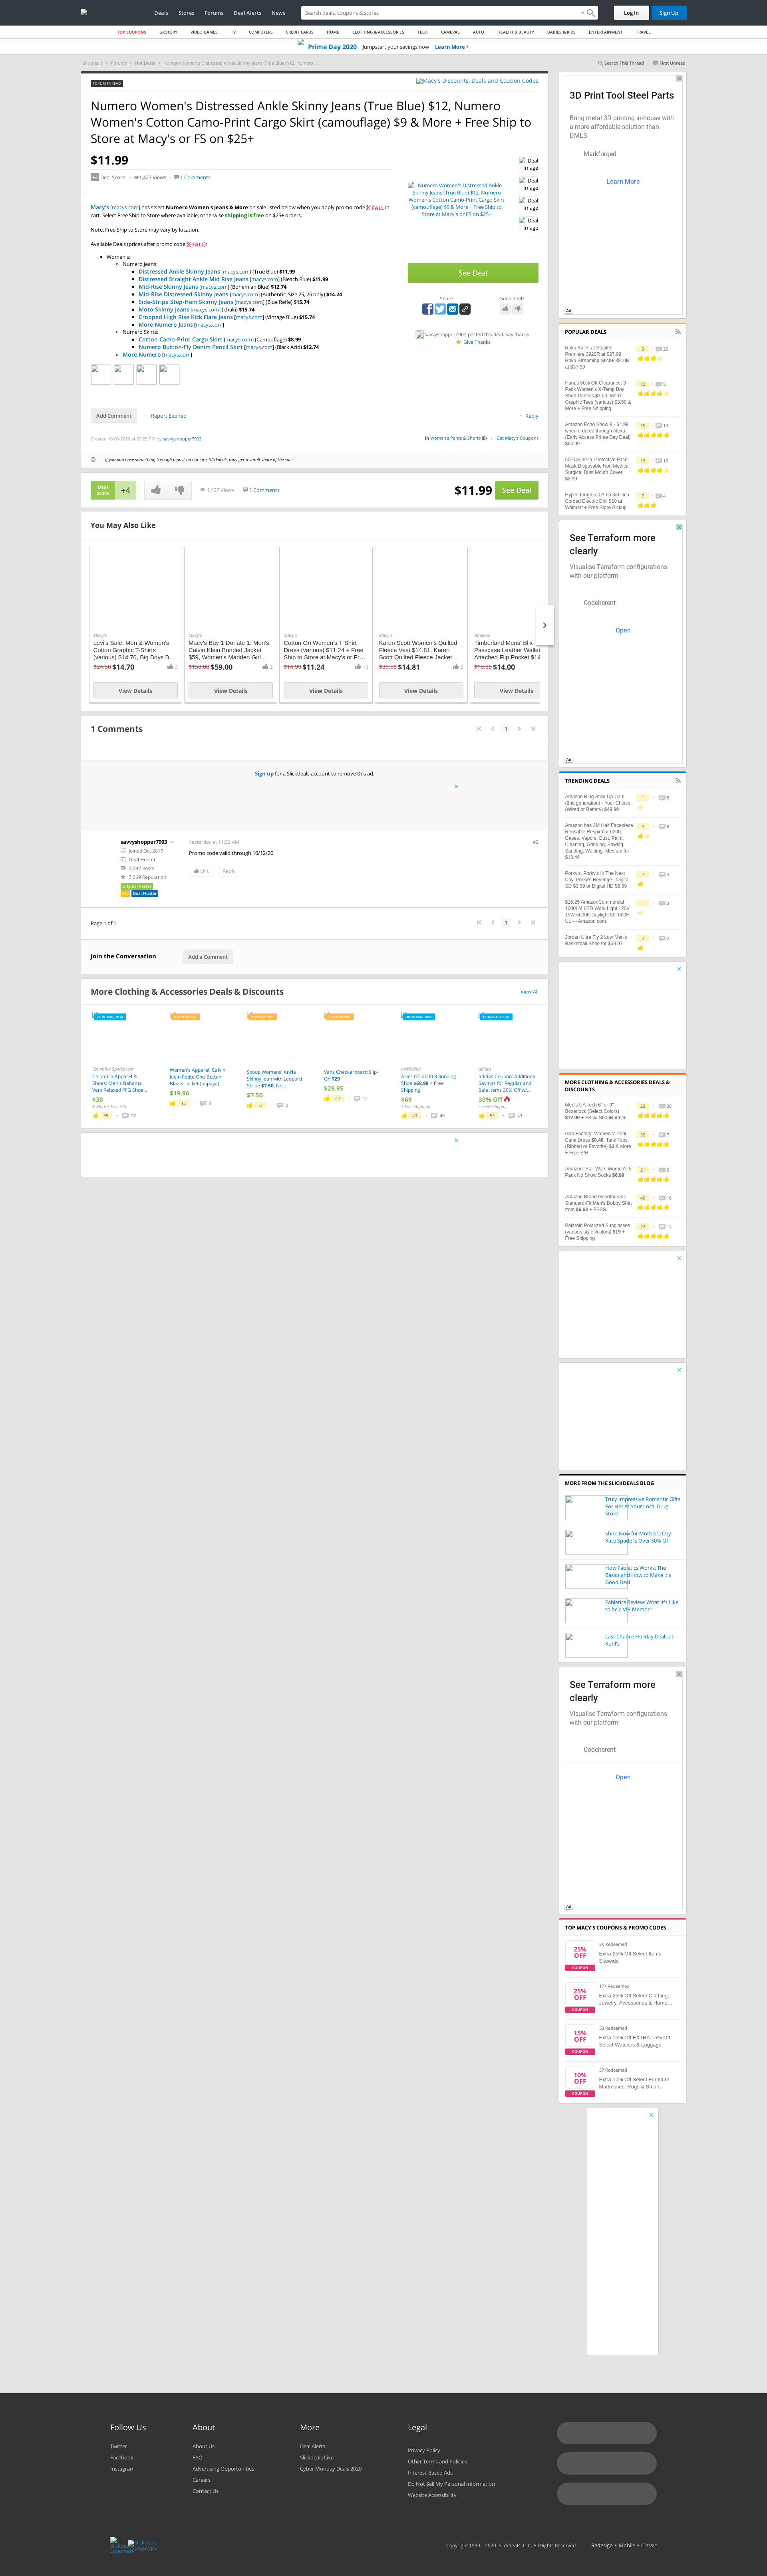 Deals Stores Forums Deal Alerts News
Search deals, coupons & stores
Log In Sign Up
TOP COUPONS GROCERY VIDEO GAMES TV COMPUTERS CREDIT CARDS HOME CLOTHING & ACCESSORIES TECH CAMERAS AUTO HEALTH & BEAUTY BABIES & KIDS ENTERTAINMENT TRAVEL
Prime Day 2020 Jumpstart your savings now Learn More
Slickdeals Forums Hot Deals Numero Women's Distressed Ankle Skinny Jeans (True Blue) $12, Numero ...
Search This Thread First Unread
FORUM THREAD
Macy's Discounts, Deals and Coupon Codes
Numero Women's Distressed Ankle Skinny Jeans (True Blue) $12, Numero
Women's Cotton Camo-Print Cargo Skirt (camouflage) $9 & More + Free Ship to
Store at Macy's or FS on $25+
$11.99
+4 Deal Score 1,427 Views 1 Comments
Macy's [macys.com] has select Women's Numero Jeans & More on sale listed below when you apply promo code FALL in
cart. Select Free Ship to Store where available, otherwise shipping is free on $25+ orders.
Note: Free Ship to Store may vary by location.
Available Deals (prices after promo code FALL):
Women's:
Numero Jeans:
Distressed Ankle Skinny Jeans [macys.com] (True Blue) $11.99
Distressed Straight Ankle Mid Rise Jeans [macys.com] (Bleach Blue) $11.99
Mid-Rise Skinny Jeans [macys.com] (Bohemian Blue) $12.74
Mid-Rise Distressed Skinny Jeans [macys.com] (Authentic, Size 25, 26 only) $14.24
Side-Stripe Step-Hem Skinny Jeans [macys.com] (Blue Refle) $15.74
Moto Skinny Jeans [macys.com] (khaki) $15.74
Cropped High Rise Kick Flare Jeans [macys.com] (Vintage Blue) $15.74
More Numero Jeans [macys.com]
Numero Skirts:
Cotton Camo-Print Cargo Skirt [macys.com] (Camouflage) $8.99
Numero Button-Fly Denim Pencil Skirt [macys.com] (Black Acid) $12.74
More Numero [macys.com]
Numero Women's Distressed Ankle
Skinny Jeans (True Blue) $12, Numero
Women's Cotton Camo-Print Cargo Skirt
(camouflage) $9 & More + Free Ship to
Store at Macy's or FS on $25+
Deal Image
Deal Image
Deal Image
Deal Image
See Deal
Share Good deal?
savvyshopper7903 posted this deal. Say thanks!
Give Thanks
Add Comment Report Expired Reply
Created 10-09-2020 at 09:29 PM by savvyshopper7903
in Women's Pants & Shorts (8) Get Macy's Coupons
If you purchase something through a post on our site, Slickdeals may get a small share of the sale.
Deal Score +4 1,427 Views 1 Comments $11.99 See Deal
You May Also Like
Macy's
Levi's Sale: Men & Women's
Cotton Graphic T-Shirts
(various) $14.70, Big Boys B...
$24.50 $14.70 3
View Details
Macy's
Macy's Buy 1 Donate 1: Men's
Calvin Klein Bonded Jacket
$59, Women's Madden Girl...
$150.00 $59.00 2
View Details
Macy's
Cotton On Women's T-Shirt
Dress (various) $11.24 + Free
Ship to Store at Macy's or Fr...
$14.99 $11.24 16
View Details
Macy's
Karen Scott Women's Quilted
Fleece Vest $14.81, Karen
Scott Quilted Fleece Jacket...
$39.50 $14.81 2
View Details
Amazon
Timberland Mens' Blix
Passcase Leather Wallet
Attached Flip Pocket $14
$18.80 $14.00
View Details
1 Comments
1
Sign up for a Slickdeals account to remove this ad.
savvyshopper7903
Joined Oct 2019
Deal Hunter
2,097 Posts
7,069 Reputation
Original Poster
Pro Deal Hunter
Yesterday at 11:32 AM #2
Promo code valid through 10/12/20
Like Reply
Page 1 of 1
1
Join the Conversation Add a Comment
More Clothing & Accessories Deals & Discounts View All
FRONTPAGE DEAL
Columbia Sportswear
Columbia Apparel &
Shoes: Men's Bahama
Vent Relaxed PFG Shoe...
$30
& More + Free S/H
35 27
POPULAR DEAL
Women's Apparel: Calvin
Klein Petite One-Button
Blazer Jacket (papaya)...
$19.96
12 4
POPULAR DEAL
Scoop Womens' Ankle
Skinny Jean with Leopard
Stripe $7.50, No...
$7.50
6 2
POPULAR DEAL
Vans Checkerboard Slip-
On $29
$29.95
42 12
FRONTPAGE DEAL
JackRabbit
Asics GT-2000 8 Running
Shoe $68.98 + Free
Shipping
$69
+ Free Shipping
49 40
FRONTPAGE DEAL
adidas
adidas Coupon: Additional
Savings for Regular and
Sale Items 30% Off w/...
30% Off
+ Free Shipping
53 43
3D Print Tool Steel Parts
Bring metal 3D printing in-house with
a more affordable solution than
DMLS
Markforged
Learn More
Ad
POPULAR DEALS
Roku Sales at Staples,
Premiere 3920R at $27.99,
Roku Streaming Stick+ 3810R
at $37.99
9 20
Hanes 50% Off Clearance: 3-
Pack Women's X-Temp Buy
Short Panties $3.50, Men's
Graphic Tees (various) $3.50 &
More + Free Shipping
12 5
Amazon Echo Show 8 - 64.99
when ordered through Alexa
(Early Access Prime Day Deal)
$64.99
15 19
50PCS 3PLY Protective Face
Mask Disposable Non Medical
Surgical Dust Mouth Cover
$2.99
13 13
Hyper Tough 5.0 Amp 3/8 inch
Corded Electric Drill $10 at
Walmart + Free Store Pickup
7 4
See Terraform more
clearly
Visualise Terraform configurations
with our platform
Codeherent
Open
Ad
TRENDING DEALS
Amazon Ring Stick Up Cam
(2nd generation) - Your Choice
(Wired or Battery) $49.99
1 8
Amazon has 3M Half Facepiece
Reusable Respirator 6200,
Gases, Vapors, Dust, Paint,
Cleaning, Grinding, Sawing,
Sanding, Welding, Medium for
$13.46
3 8
Porky's, Porky's II: The Next
Day, Porky's Revenge - Digital
SD $3.99 or Digital HD $5.99
2 3
$18.25 AmazonCommercial
1000LM LED Work Light 120V
15W 5000K Daylight 50, 000H
UL --- Amazon.com
1 3
Jordan Ultra Fly 2 Low Men's
Basketball Shoe for $59.97
2 2
MORE CLOTHING & ACCESSORIES DEALS &
DISCOUNTS
Men's UA Tech 6" or 9"
Boxerjock (Select Colors)
$12.99 + FS w/ ShopRunner
23 36
Gap Factory: Women's: Print
Cami Dress $6.40, Tank Tops
(Ribbed or Favorite) $3 & More
+ Free S/H
30 7
Amazon: Star Wars Women's 5
Pack No Show Socks $6.99
21 9
Amazon Brand Goodthreads
Standard-Fit Men's Dobby Shirt
from $6.63 + FSSS
40 16
Polaroid Polarized Sunglasses
(various styles/colors) $19 +
Free Shipping
22 14
MORE FROM THE SLICKDEALS BLOG
Truly Impressive Romantic Gifts
For Her At Your Local Drug
Store
Shop Now for Mother's Day:
Kate Spade Is Over 50% Off
How Fabletics Works: The
Basics and How to Make it a
Good Deal
Fabletics Review: What It's Like
to be a VIP Member
Last Chance Holiday Deals at
Kohl's
See Terraform more
clearly
Visualise Terraform configurations
with our platform
Codeherent
Open
Ad
TOP MACY'S COUPONS & PROMO CODES
25% OFF COUPON
2k Redeemed
Extra 25% Off Select Items
Sitewide
25% OFF COUPON
177 Redeemed
Extra 25% Off Select Clothing,
Jewelry, Accessories & Home...
15% OFF COUPON
53 Redeemed
Extra 15% Off EXTRA 15% Off
Select Watches & Luggage
10% OFF COUPON
57 Redeemed
Extra 10% Off Select Furniture,
Mattresses, Rugs & Small...
Follow Us
Twitter
Facebook
Instagram
About
About Us
FAQ
Advertising Opportunities
Careers
Contact Us
More
Deal Alerts
Slickdeals Live
Cyber Monday Deals 2020
Legal
Privacy Policy
Other Terms and Policies
Interest-Based Ads
Do Not Sell My Personal Information
Website Accessibility
Slickdeals Logomark
Slickdeals Logotype
Copyright 1999 - 2020. Slickdeals, LLC. All Rights Reserved. Redesign • Mobile • Classic